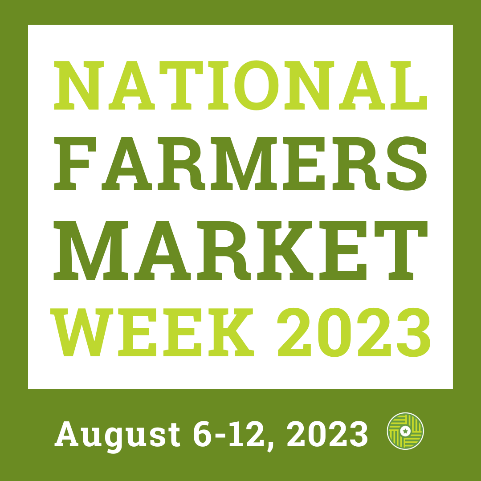 NATIONAL
FARMERS
MARKET
WEEK 2023
August 6-12, 2023